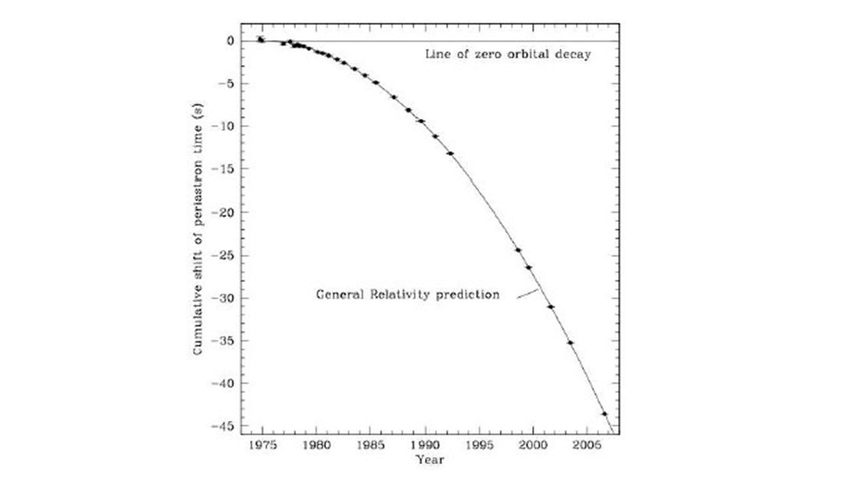 0
Line of zero orbital decay
−5
−10
−15
−20
−25
−30
General Relativity prediction
−35
−40
−45
Cumulative shift of periastron time (s)
1975 1980 1985 1990 1995 2000 2005
Year